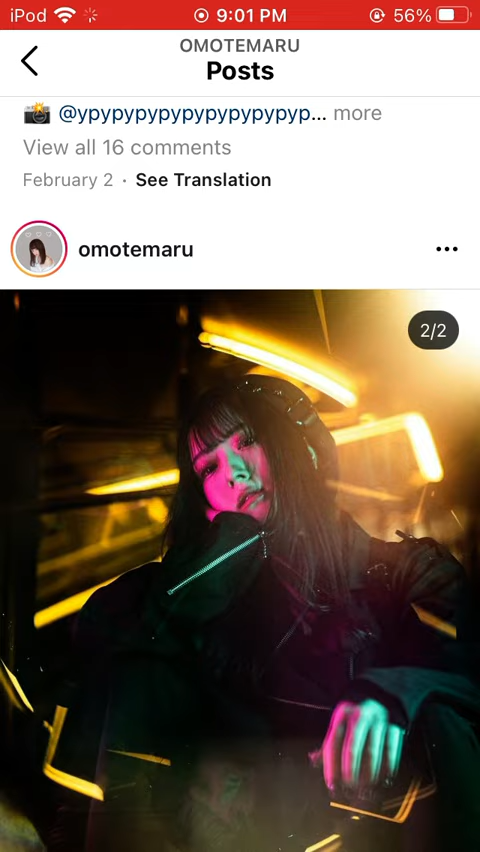 iPod 9:01 PM 56%
OMOTEMARU
Posts
@ypypypypypypypypypyp... more
View all 16 comments
February 2 · See Translation
omotemaru
2/2